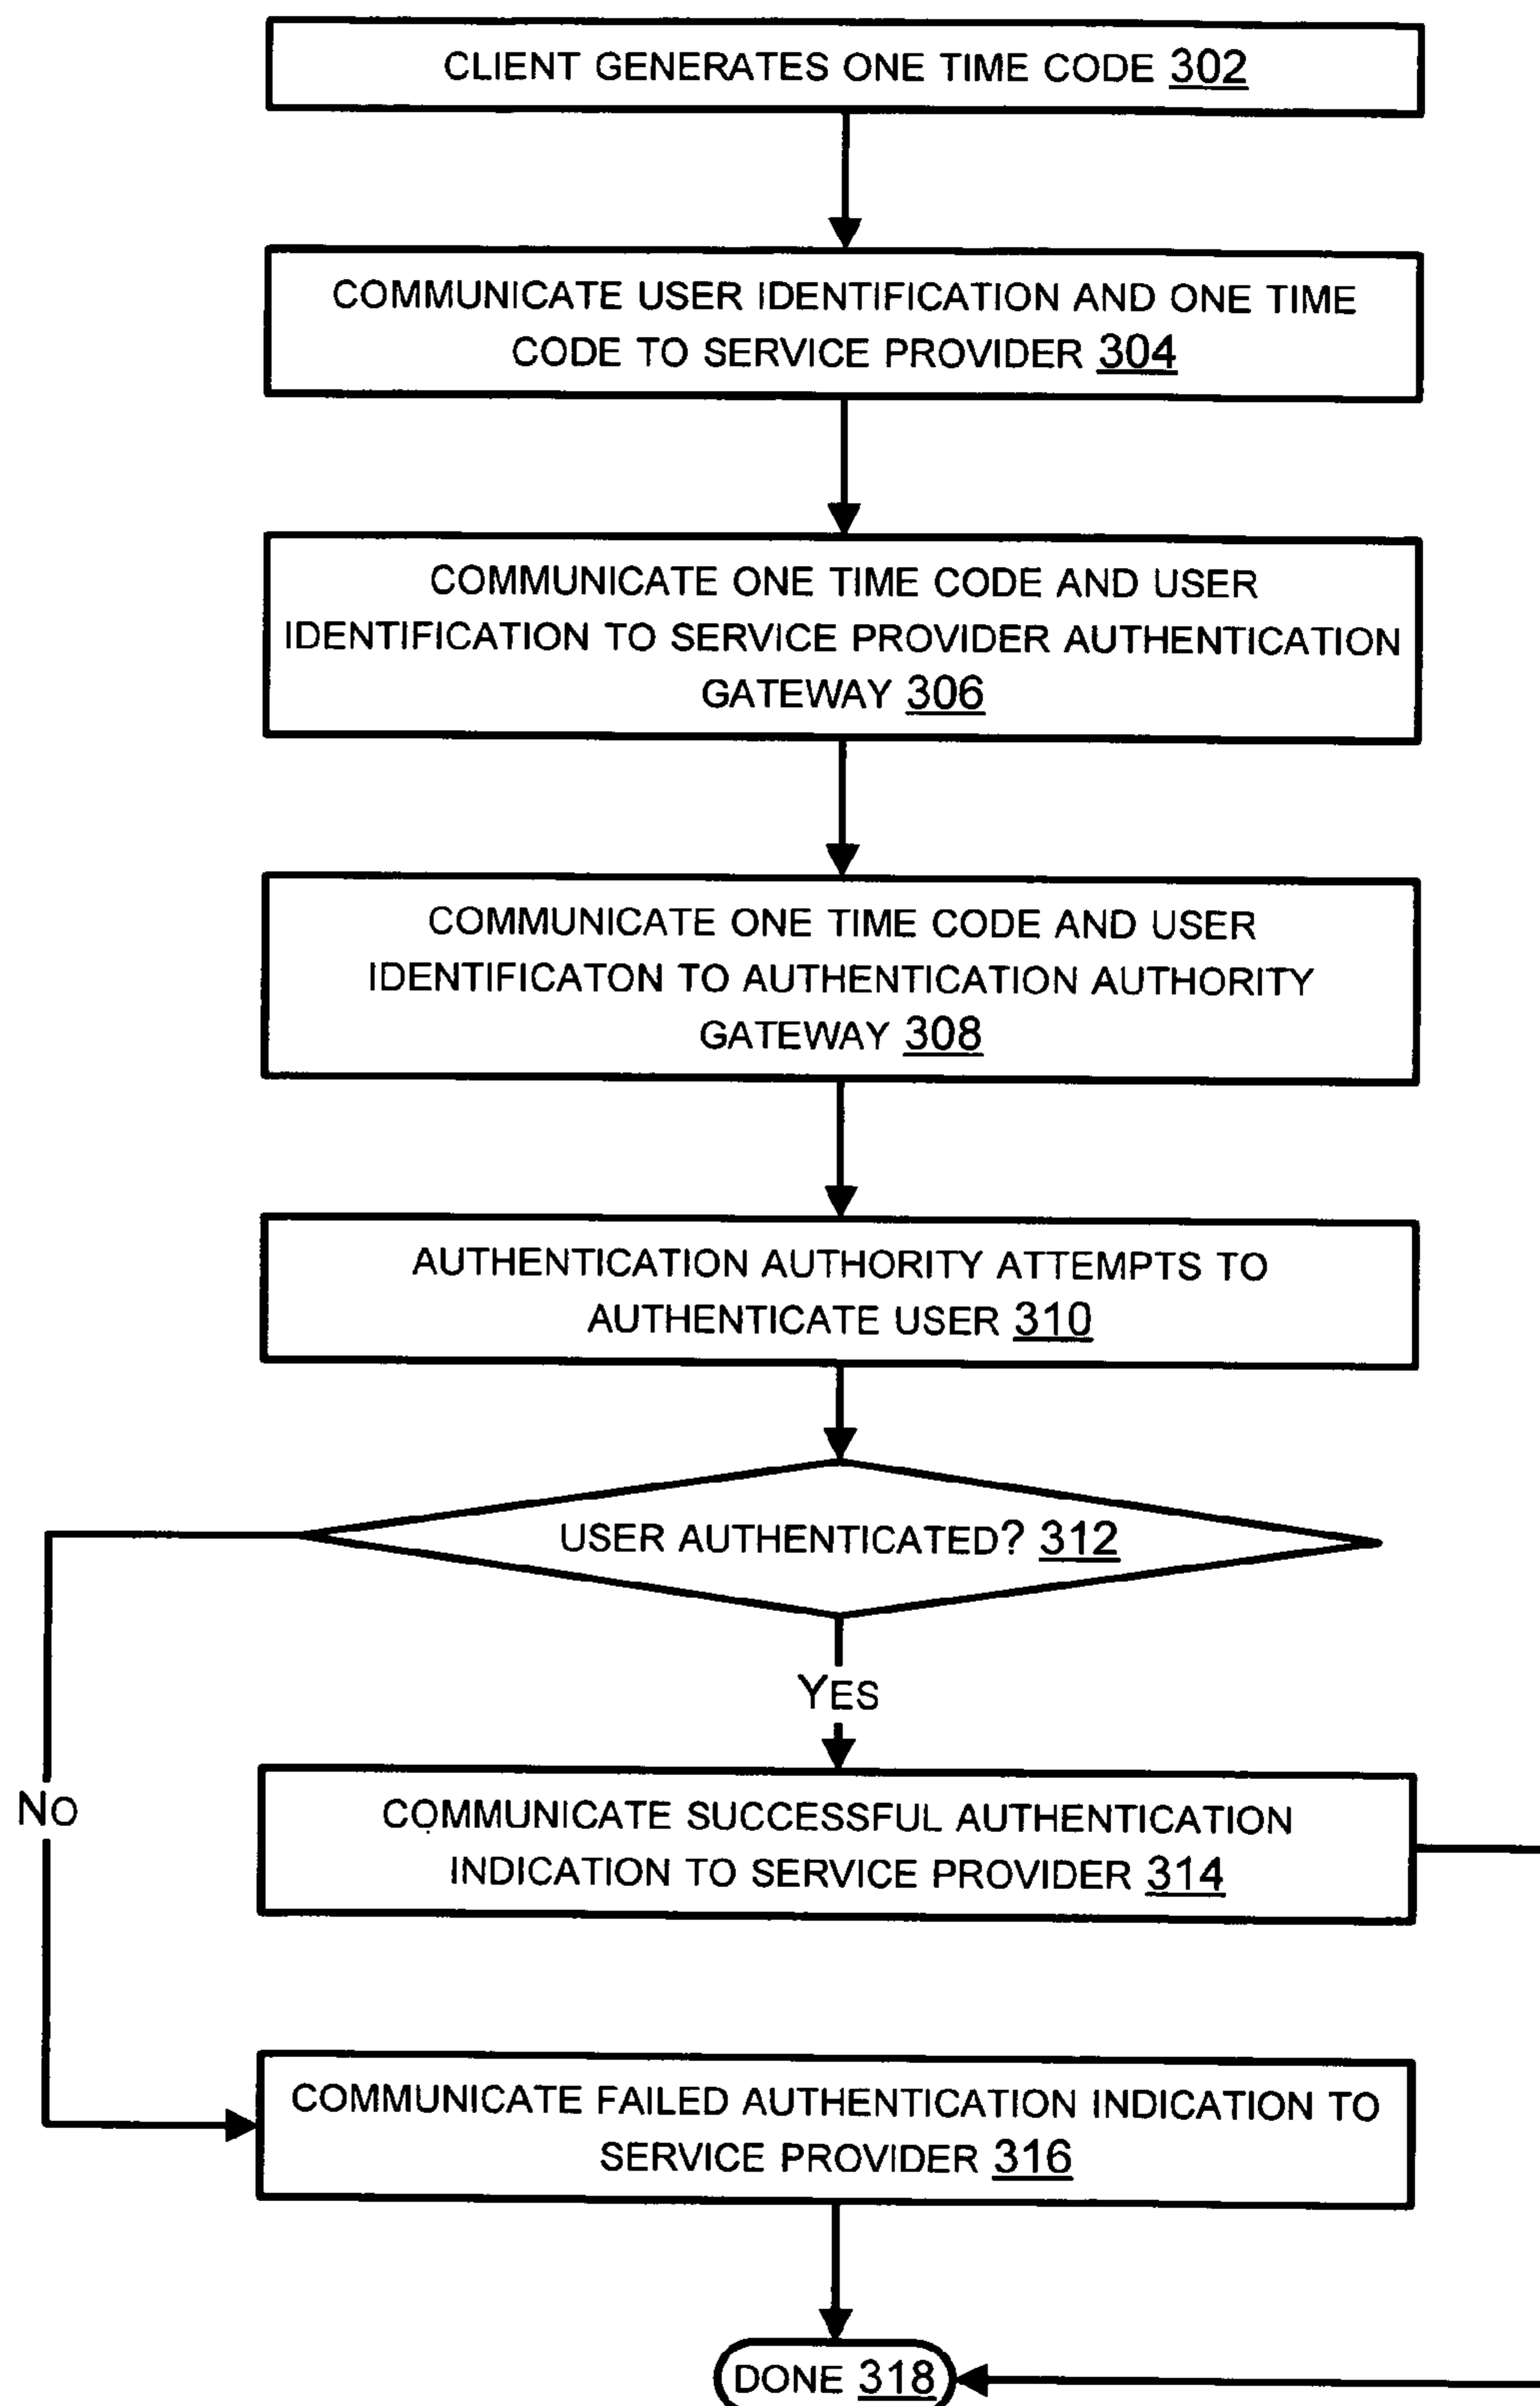 CLIENT GENERATES ONE TIME CODE 302
COMMUNICATE USER IDENTIFICATION AND ONE TIME
CODE TO SERVICE PROVIDER 304
COMMUNICATE ONE TIME CODE AND USER
IDENTIFICATION TO SERVICE PROVIDER AUTHENTICATION
GATEWAY 306
COMMUNICATE ONE TIME CODE AND USER
IDENTIFICATON TO AUTHENTICATION AUTHORITY
GATEWAY 308
AUTHENTICATION AUTHORITY ATTEMPTS TO
AUTHENTICATE USER 310
USER AUTHENTICATED? 312
YES
NO
COMMUNICATE SUCCESSFUL AUTHENTICATION
INDICATION TO SERVICE PROVIDER 314
COMMUNICATE FAILED AUTHENTICATION INDICATION TO
SERVICE PROVIDER 316
DONE 318